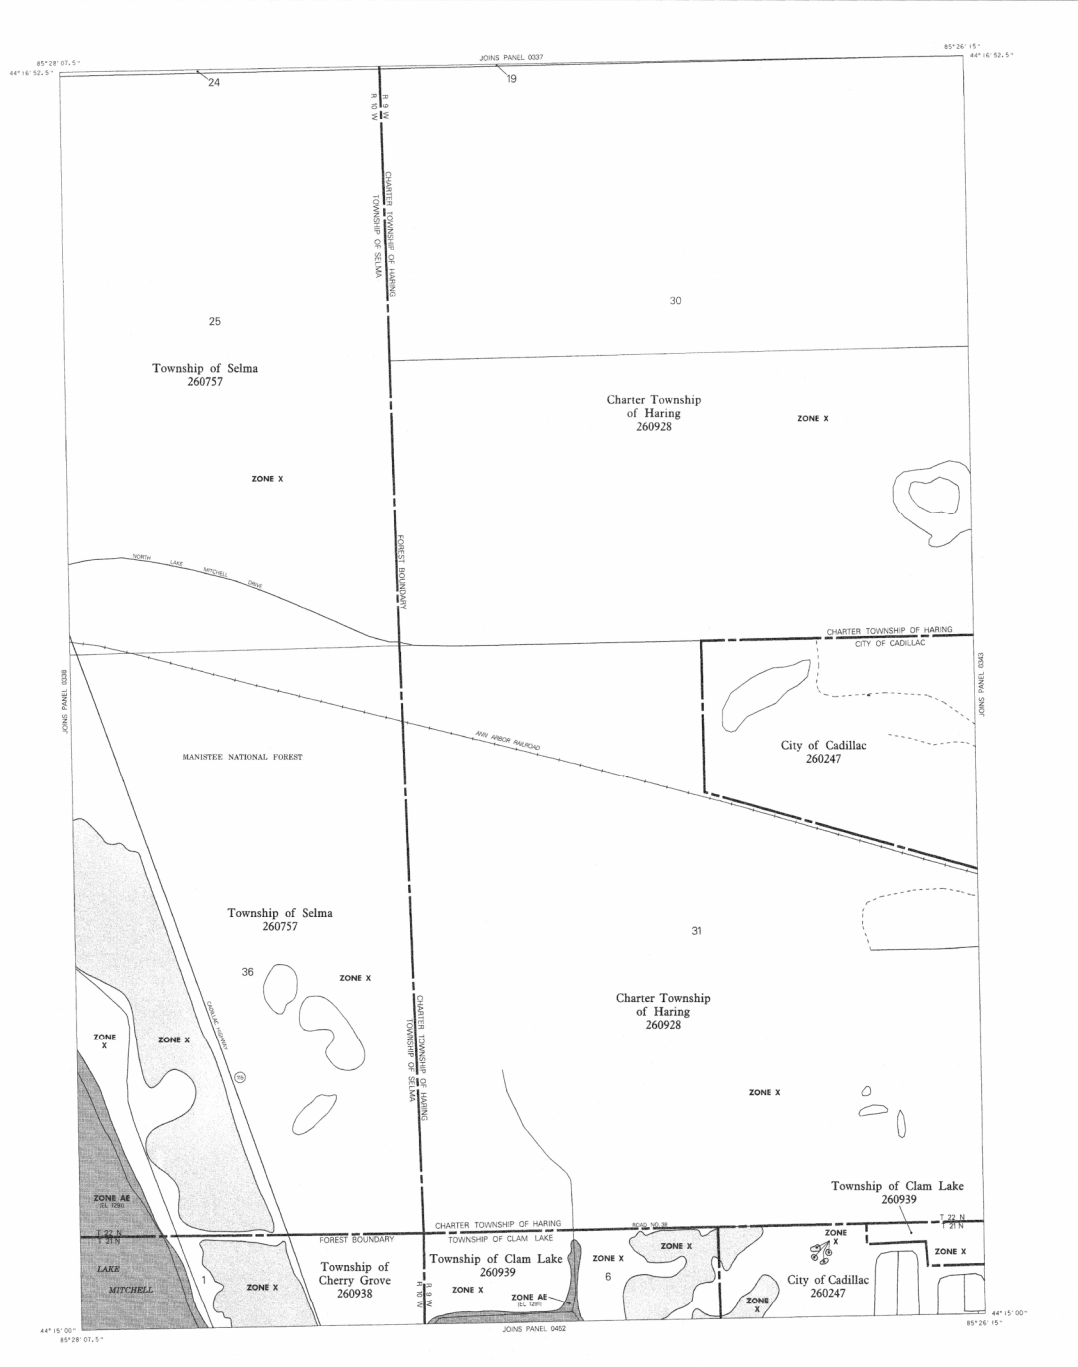 85°28'07.5"
44°16'52.5"
JOINS PANEL 0337
85°26'15"
44°16'52.5"
24
19
R 9 W
R 10 W
CHARTER TOWNSHIP OF HARING
TOWNSHIP OF SELMA
30
25
Township of Selma
260757
Charter Township
of Haring
260928
ZONE X
ZONE X
FOREST BOUNDARY
NORTH LAKE MITCHELL DRIVE
CHARTER TOWNSHIP OF HARING
CITY OF CADILLAC
JOINS PANEL 0338
JOINS PANEL 0343
ANN ARBOR RAILROAD
City of Cadillac
260247
MANISTEE NATIONAL FOREST
Township of Selma
260757
31
36
ZONE X
Charter Township
of Haring
260928
CADILLAC HIGHWAY
115
CHARTER TOWNSHIP OF HARING
TOWNSHIP OF SELMA
ZONE
X
ZONE X
ZONE X
Township of Clam Lake
260939
ZONE AE
(EL 1291)
T 22 N
T 21 N
T 22 N
T 21 N
CHARTER TOWNSHIP OF HARING
TOWNSHIP OF CLAM LAKE
ROAD NO. 38
FOREST BOUNDARY
ZONE
X
ZONE X
ZONE X
LAKE
MITCHELL
1
ZONE X
Township of
Cherry Grove
260938
R 9 W
R 10 W
Township of Clam Lake
260939
ZONE X
ZONE AE
(EL 1291)
ZONE X
6
ZONE
X
City of Cadillac
260247
44°15'00"
85°28'07.5"
JOINS PANEL 0452
44°15'00"
85°26'15"